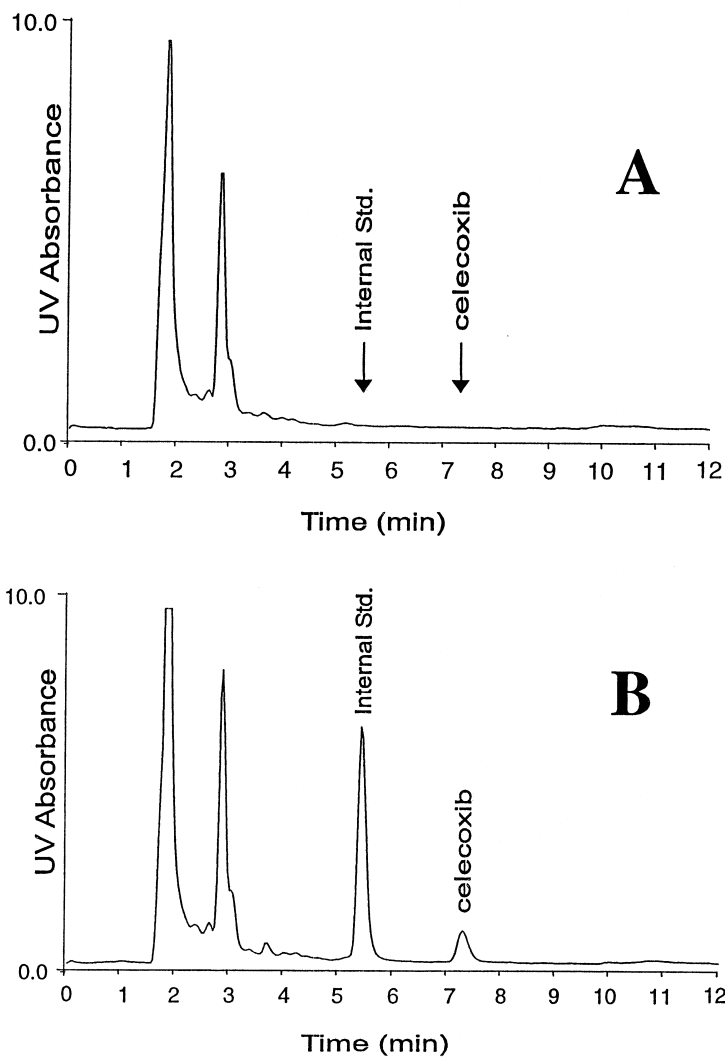 10.0
A
UV Absorbance
Internal Std.
celecoxib
0.0
0 1 2 3 4 5 6 7 8 9 10 11 12
Time (min)
10.0
B
UV Absorbance
Internal Std.
celecoxib
0.0
0 1 2 3 4 5 6 7 8 9 10 11 12
Time (min)